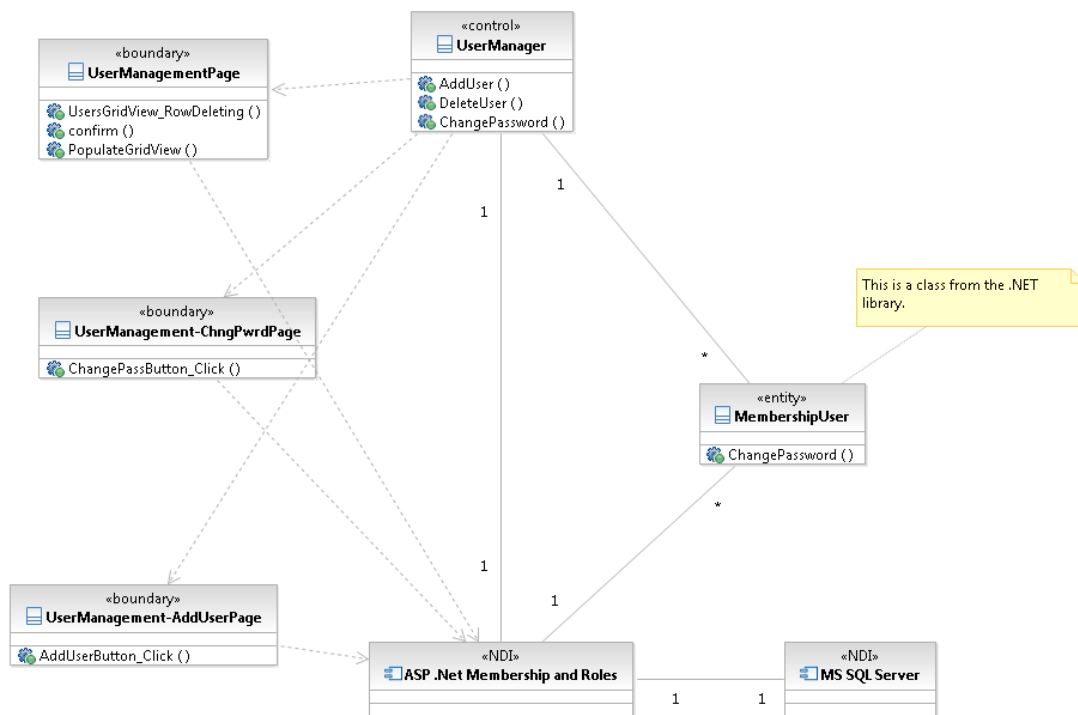 «control»
UserManager
AddUser ()
DeleteUser ()
ChangePassword ()
«boundary»
UserManagementPage
UsersGridView_RowDeleting ()
confirm ()
PopulateGridView ()
1
1
This is a class from the .NET
library.
«boundary»
UserManagement-ChngPwrdPage
ChangePassButton_Click ()
*
«entity»
MembershipUser
ChangePassword ()
*
1
1
«boundary»
UserManagement-AddUserPage
AddUserButton_Click ()
«NDI»
ASP .Net Membership and Roles
1
1
«NDI»
MS SQL Server